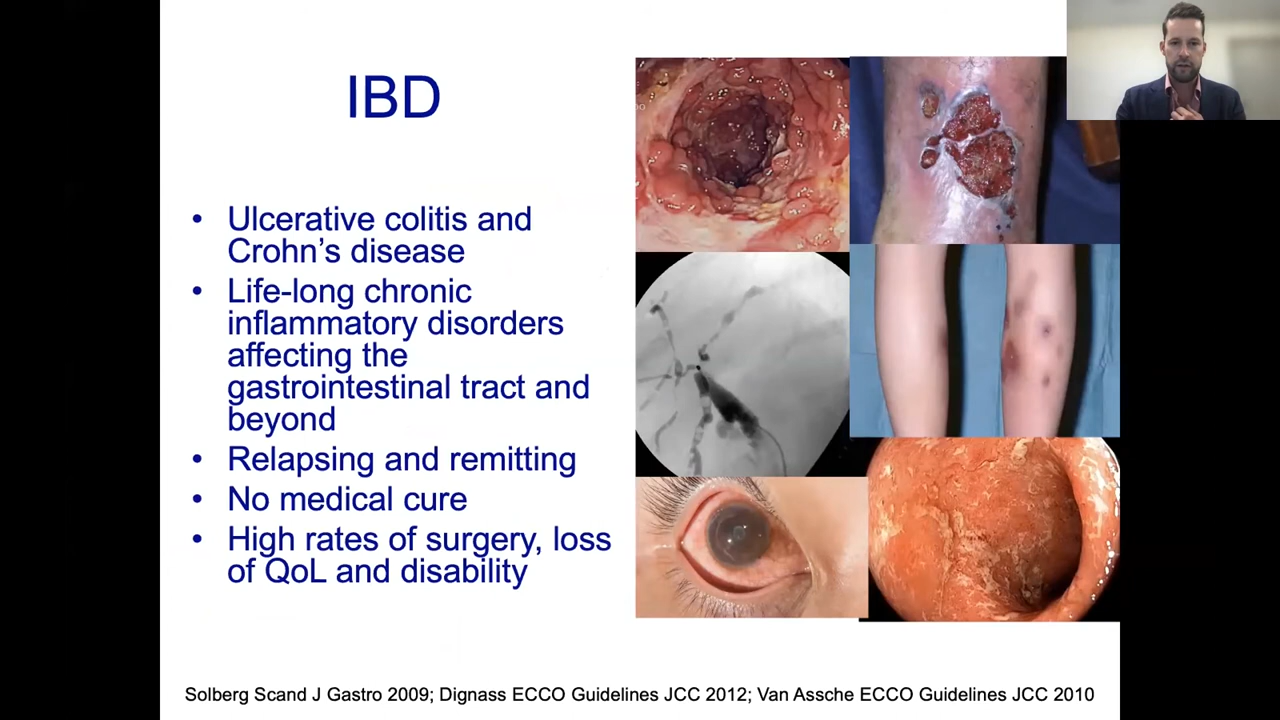 IBD
• Ulcerative colitis and
Crohn’s disease
• Life-long chronic
inflammatory disorders
affecting the
gastrointestinal tract and
beyond
• Relapsing and remitting
• No medical cure
• High rates of surgery, loss
of QoL and disability
Solberg Scand J Gastro 2009; Dignass ECCO Guidelines JCC 2012; Van Assche ECCO Guidelines JCC 2010